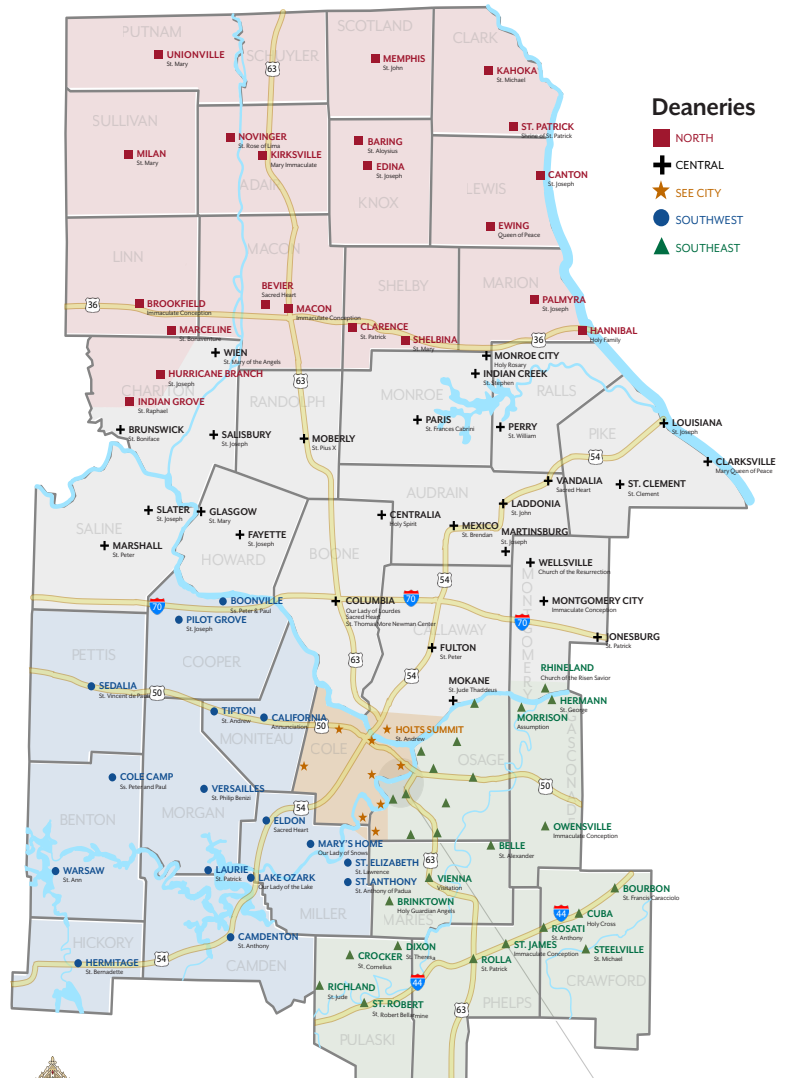 PUTNAM
SCHUYLER
SCOTLAND
CLARK
UNIONVILLE
St. Mary
63
MEMPHIS
St. John
KAHOKA
St. Michael
Deaneries
NORTH
CENTRAL
SEE CITY
SOUTHWEST
SOUTHEAST
SULLIVAN
MILAN
St. Mary
NOVINGER
St. Rose of Lima
KIRKSVILLE
Mary Immaculate
ADAIR
BARING
St. Aloysius
EDINA
St. Joseph
KNOX
ST. PATRICK
Shrine of St. Patrick
CANTON
St. Joseph
LEWIS
EWING
Queen of Peace
LINN
MACON
SHELBY
MARION
36
BROOKFIELD
Immaculate Conception
BEVIER
Sacred Heart
MACON
Immaculate Conception
PALMYRA
St. Joseph
MARCELINE
St. Bonaventure
CLARENCE
St. Patrick
SHELBINA
St. Mary
36
HANNIBAL
Holy Family
WIEN
St. Mary of the Angels
MONROE CITY
Holy Rosary
HURRICANE BRANCH
St. Joseph
63
INDIAN CREEK
St. Stephen
CHARITON
INDIAN GROVE
St. Raphael
RANDOLPH
MONROE
RALLS
BRUNSWICK
St. Boniface
SALISBURY
St. Joseph
MOBERLY
St. Pius X
PARIS
St. Frances Cabrini
PERRY
St. William
PIKE
LOUISIANA
St. Joseph
54
CLARKSVILLE
Mary Queen of Peace
VANDALIA
Sacred Heart
ST. CLEMENT
St. Clement
AUDRAIN
SLATER
St. Joseph
GLASGOW
St. Mary
CENTRALIA
Holy Spirit
LADDONIA
St. John
SALINE
FAYETTE
St. Joseph
MEXICO
St. Brendan
MARTINSBURG
St. Joseph
MARSHALL
St. Peter
HOWARD
BOONE
WELLSVILLE
Church of the Resurrection
54
MONTGOMERY
70
BOONVILLE
Ss. Peter & Paul
COLUMBIA
Our Lady of Lourdes
Sacred Heart
St. Thomas More Newman Center
70
MONTGOMERY CITY
Immaculate Conception
PILOT GROVE
St. Joseph
CALLAWAY
70
JONESBURG
St. Patrick
PETTIS
COOPER
63
FULTON
St. Peter
54
RHINELAND
Church of the Risen Savior
SEDALIA
St. Vincent de Paul
50
MOKANE
St. Jude Thaddeus
HERMANN
St. George
TIPTON
St. Andrew
CALIFORNIA
Annunciation
50
HOLTS SUMMIT
St. Andrew
MORRISON
Assumption
MONITEAU
COLE
OSAGE
GASCONADE
COLE CAMP
Ss. Peter and Paul
VERSAILLES
St. Philip Benizi
50
BENTON
MORGAN
54
ELDON
Sacred Heart
OWENSVILLE
Immaculate Conception
MARY'S HOME
Our Lady of Snows
BELLE
St. Alexander
WARSAW
St. Ann
LAURIE
St. Patrick
LAKE OZARK
Our Lady of the Lake
ST. ELIZABETH
St. Lawrence
63
ST. ANTHONY
St. Anthony of Padua
VIENNA
Visitation
BOURBON
St. Francis Caracciolo
MILLER
BRINKTOWN
Holy Guardian Angels
MARIES
44
CUBA
Holy Cross
HICKORY
CAMDENTON
St. Anthony
DIXON
St. Theresa
ROSATI
St. Anthony
HERMITAGE
St. Bernadette
54
CAMDEN
CROCKER
St. Cornelius
ST. JAMES
Immaculate Conception
STEELVILLE
St. Michael
ROLLA
St. Patrick
44
RICHLAND
St. Jude
CRAWFORD
ST. ROBERT
St. Robert Bellarmine
63
PHELPS
PULASKI